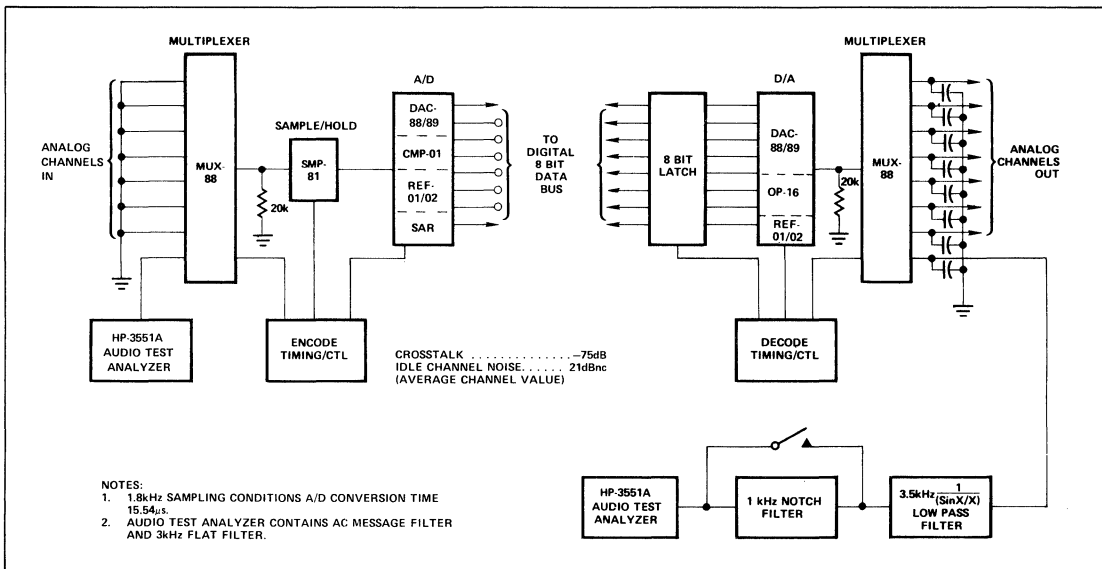 MULTIPLEXER
ANALOG
CHANNELS
IN
MUX-
88
SAMPLE/HOLD
SMP-
81
20k
A/D
DAC-
88/89
CMP-01
REF-
01/02
SAR
TO
DIGITAL
8 BIT
DATA
BUS
8 BIT
LATCH
D/A
DAC-
88/89
OP-16
REF-
01/02
20k
MULTIPLEXER
MUX-
88
ANALOG
CHANNELS
OUT
HP-3551A
AUDIO TEST
ANALYZER
ENCODE
TIMING/CTL
CROSSTALK . . . . . . . . . . . . . . –75dB
IDLE CHANNEL NOISE. . . . . . 21dBnc
(AVERAGE CHANNEL VALUE)
DECODE
TIMING/CTL
HP-3551A
AUDIO TEST
ANALYZER
1 kHz NOTCH
FILTER
3.5kHz 1
(SinX/X)
LOW PASS
FILTER
NOTES:
1. 1.8kHz SAMPLING CONDITIONS A/D CONVERSION TIME
15.54μs.
2. AUDIO TEST ANALYZER CONTAINS AC MESSAGE FILTER
AND 3kHz FLAT FILTER.